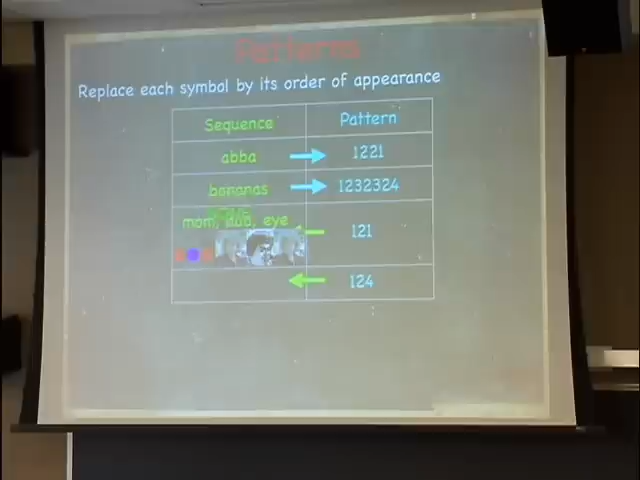 Patterns
Replace each symbol by its order of appearance
Sequence Pattern
abba 1221
bananas 1232324
mom, dud, eye 121
124